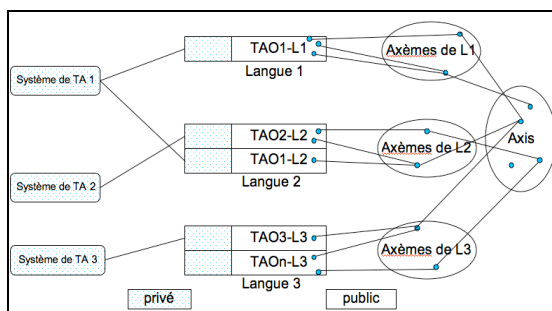 TAO1-L1
Axèmes de L1
Système de TA 1
Langue 1
TAO2-L2
TAO1-L2
Axèmes de L2
Axis
Système de TA 2
Langue 2
TAO3-L3
TAOn-L3
Axèmes de L3
Système de TA 3
Langue 3
privé
public